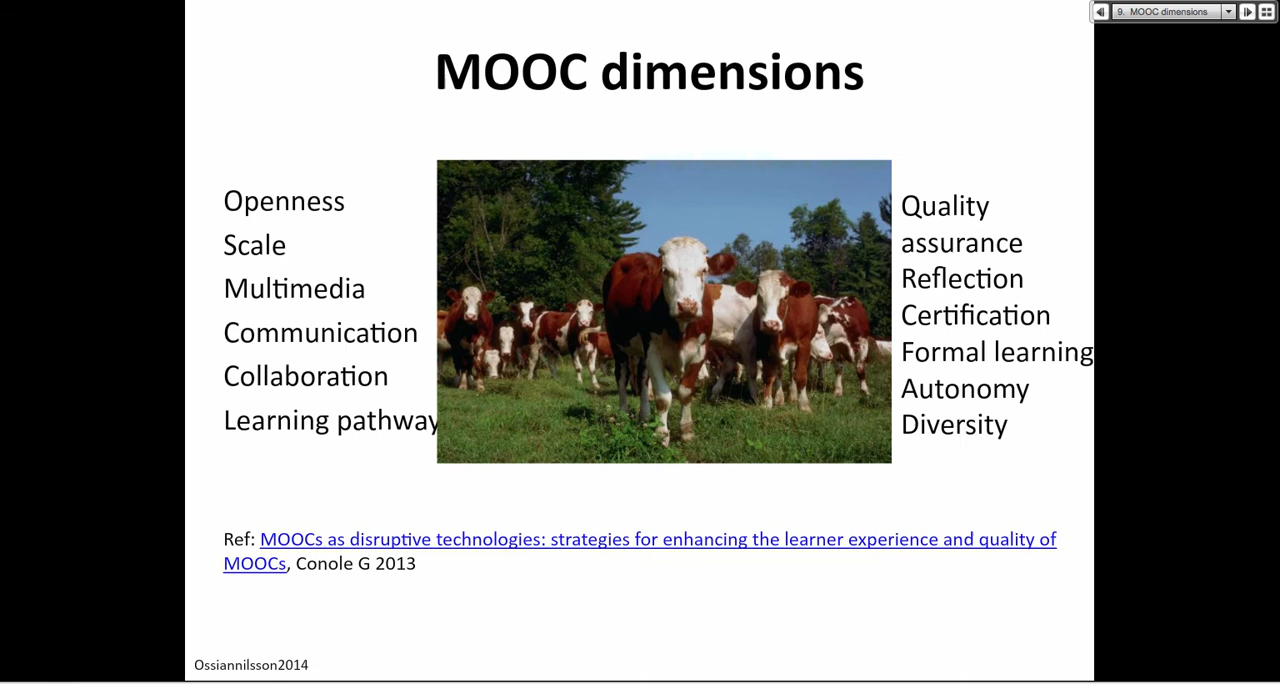 9. MOOC dimensions
MOOC dimensions
Openness
Scale
Multimedia
Communication
Collaboration
Learning pathway
Quality
assurance
Reflection
Certification
Formal learning
Autonomy
Diversity
Ref: MOOCs as disruptive technologies: strategies for enhancing the learner experience and quality of
MOOCs, Conole G 2013
Ossiannilsson2014